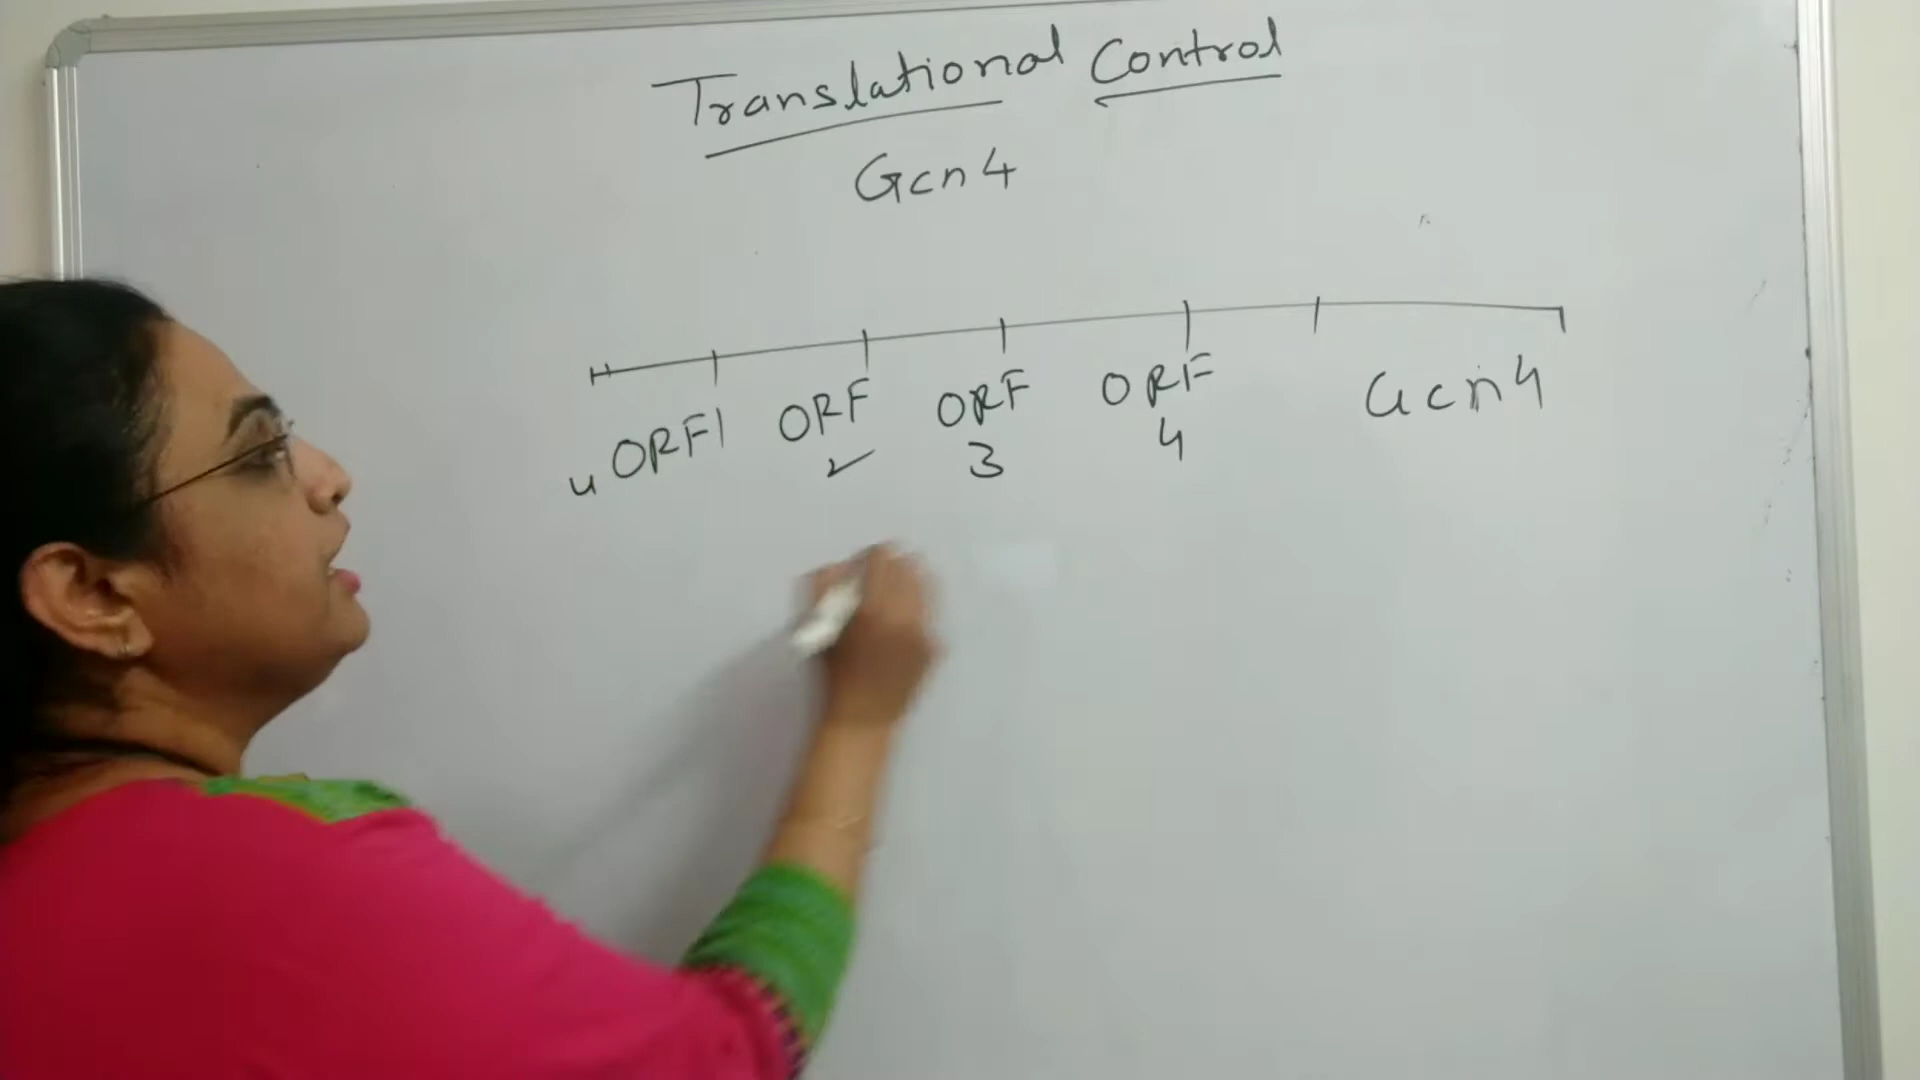 Translational Control
Gcn4
uORF1 ORF ORF ORF Gcn4
2 3 4